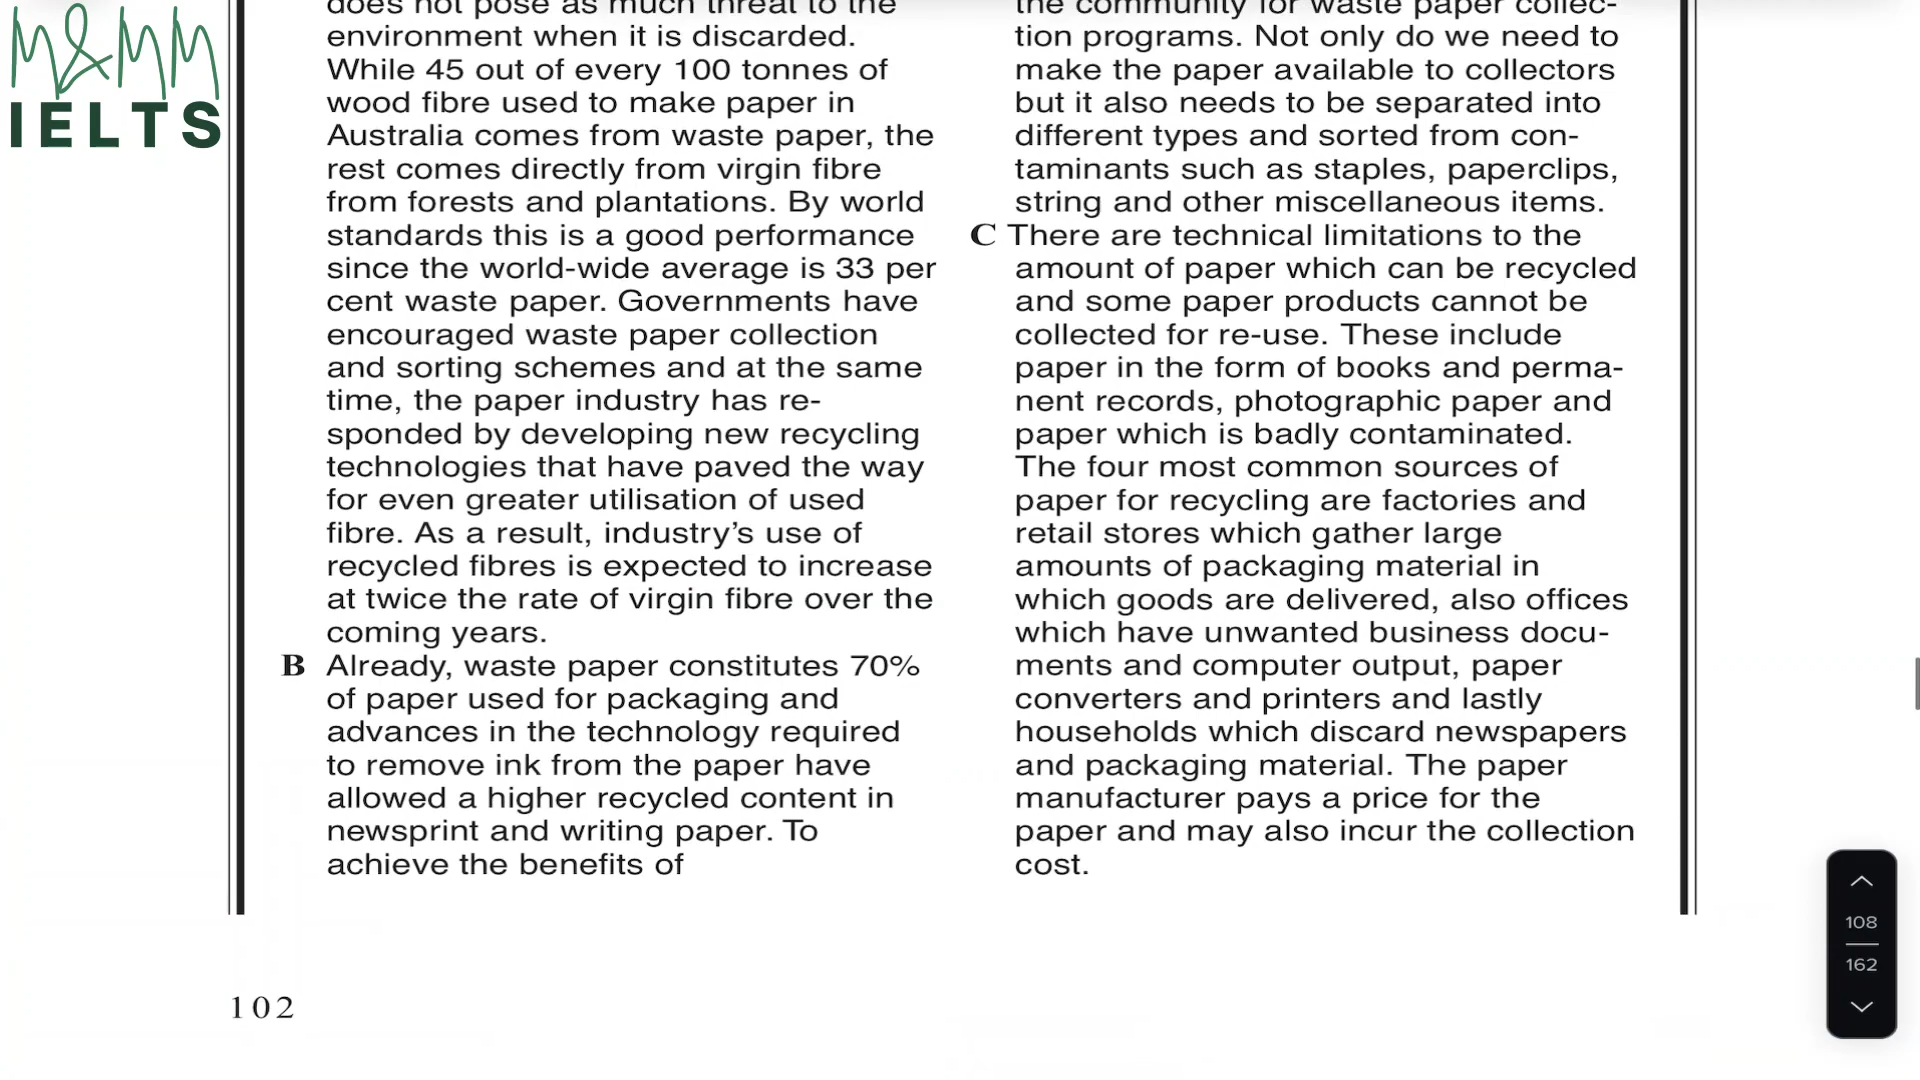 M&MM
IELTS
does not pose as much threat to the
environment when it is discarded.
While 45 out of every 100 tonnes of
wood fibre used to make paper in
Australia comes from waste paper, the
rest comes directly from virgin fibre
from forests and plantations. By world
standards this is a good performance
since the world-wide average is 33 per
cent waste paper. Governments have
encouraged waste paper collection
and sorting schemes and at the same
time, the paper industry has re-
sponded by developing new recycling
technologies that have paved the way
for even greater utilisation of used
fibre. As a result, industry’s use of
recycled fibres is expected to increase
at twice the rate of virgin fibre over the
coming years.
B Already, waste paper constitutes 70%
of paper used for packaging and
advances in the technology required
to remove ink from the paper have
allowed a higher recycled content in
newsprint and writing paper. To
achieve the benefits of
the community for waste paper collec-
tion programs. Not only do we need to
make the paper available to collectors
but it also needs to be separated into
different types and sorted from con-
taminants such as staples, paperclips,
string and other miscellaneous items.
C There are technical limitations to the
amount of paper which can be recycled
and some paper products cannot be
collected for re-use. These include
paper in the form of books and perma-
nent records, photographic paper and
paper which is badly contaminated.
The four most common sources of
paper for recycling are factories and
retail stores which gather large
amounts of packaging material in
which goods are delivered, also offices
which have unwanted business docu-
ments and computer output, paper
converters and printers and lastly
households which discard newspapers
and packaging material. The paper
manufacturer pays a price for the
paper and may also incur the collection
cost.
102
108
162